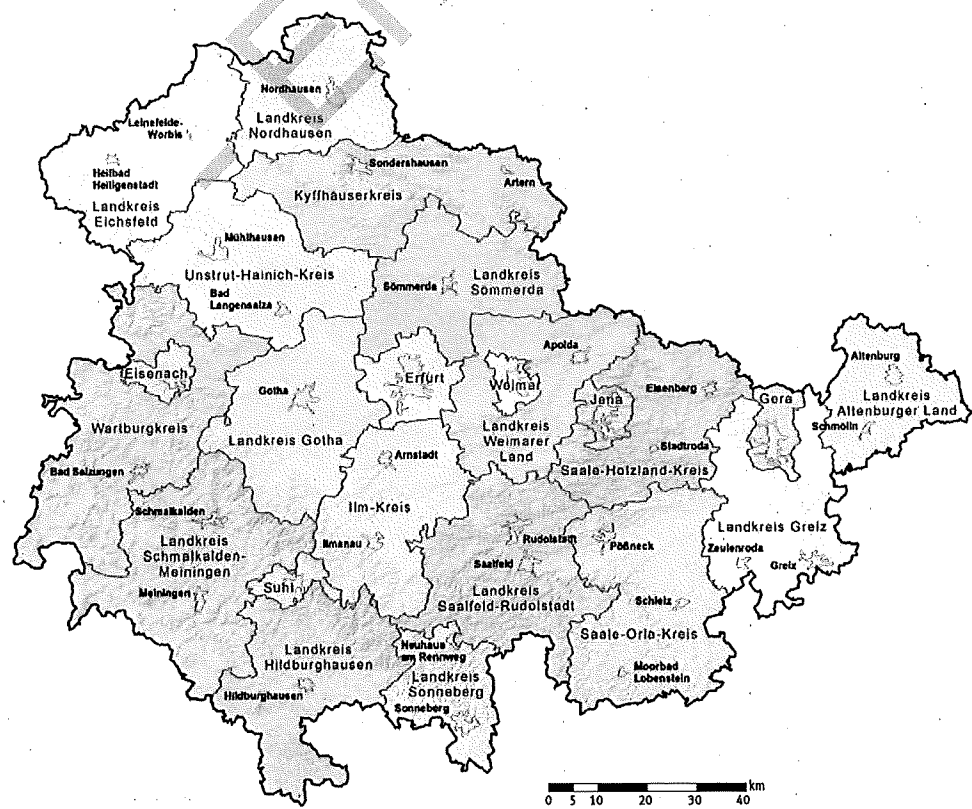 Nordhausen
Landkreis
Nordhausen
Leinefelde-
Worbis
Heilbad
Heiligenstadt
Landkreis
Eichsfeld
Sondershausen
Artern
Kyffhäuserkreis
Mühlhausen
Unstrut-Hainich-Kreis
Bad
Langensalza
Sömmerda
Landkreis
Sömmerda
Eisenach
Gotha
Erfurt
Apolda
Weimar
Jena
Eisenberg
Gera
Altenburg
Landkreis
Altenburger Land
Schmölln
Wartburgkreis
Landkreis Gotha
Landkreis
Weimarer
Land
Stadtroda
Saale-Holzland-Kreis
Bad Salzungen
Arnstadt
Ilm-Kreis
Schmalkalden
Landkreis
Schmalkalden-
Meiningen
Ilmenau
Rudolstadt
Pößneck
Landkreis Greiz
Zeulenroda
Greiz
Saalfeld
Suhl
Meiningen
Landkreis
Saalfeld-Rudolstadt
Schleiz
Saale-Orla-Kreis
Landkreis
Hildburghausen
Neuhaus
am Rennweg
Landkreis
Sonneberg
Moorbad
Lobenstein
Hildburghausen
Sonneberg
km
0 5 10 20 30 40